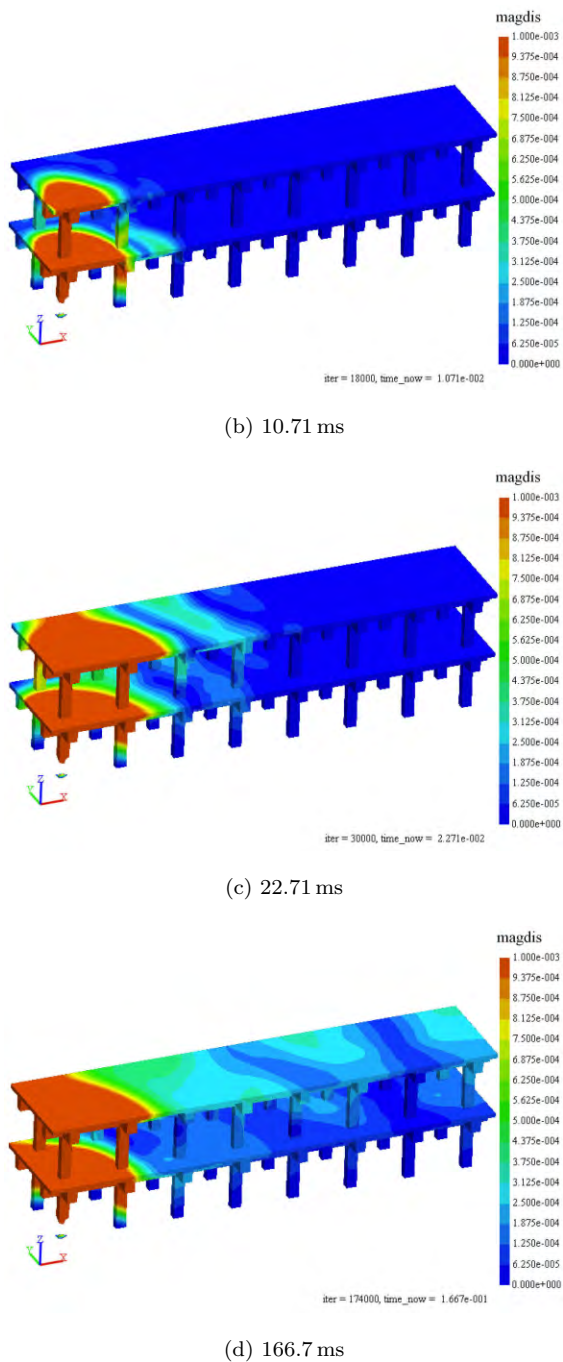 magdis
1.000e-003
9.375e-004
8.125e-004
8.750e-004
8.125e-004
7.500e-004
6.875e-004
6.250e-004
5.625e-004
5.000e-004
4.375e-004
3.750e-004
3.125e-004
2.500e-004
1.875e-004
1.250e-004
6.250e-005
0.000e+000
Z
Y
X
iter = 18000, time_now = 1.071e-002
(b) 10.71 ms
magdis
1.000e-003
9.375e-004
8.750e-004
8.125e-004
7.500e-004
6.875e-004
6.250e-004
5.625e-004
5.000e-004
4.375e-004
3.750e-004
3.125e-004
2.500e-004
1.875e-004
1.250e-004
6.250e-005
0.000e+000
Z
Y
X
iter = 30000, time_now = 2.271e-002
(c) 22.71 ms
magdis
1.000e-003
9.375e-004
8.750e-004
8.125e-004
7.500e-004
6.875e-004
6.250e-004
5.625e-004
5.000e-004
4.375e-004
3.750e-004
3.125e-004
2.500e-004
1.875e-004
1.250e-004
6.250e-005
0.000e+000
Z
Y
X
iter = 174000, time_now = 1.667e-001
(d) 166.7 ms